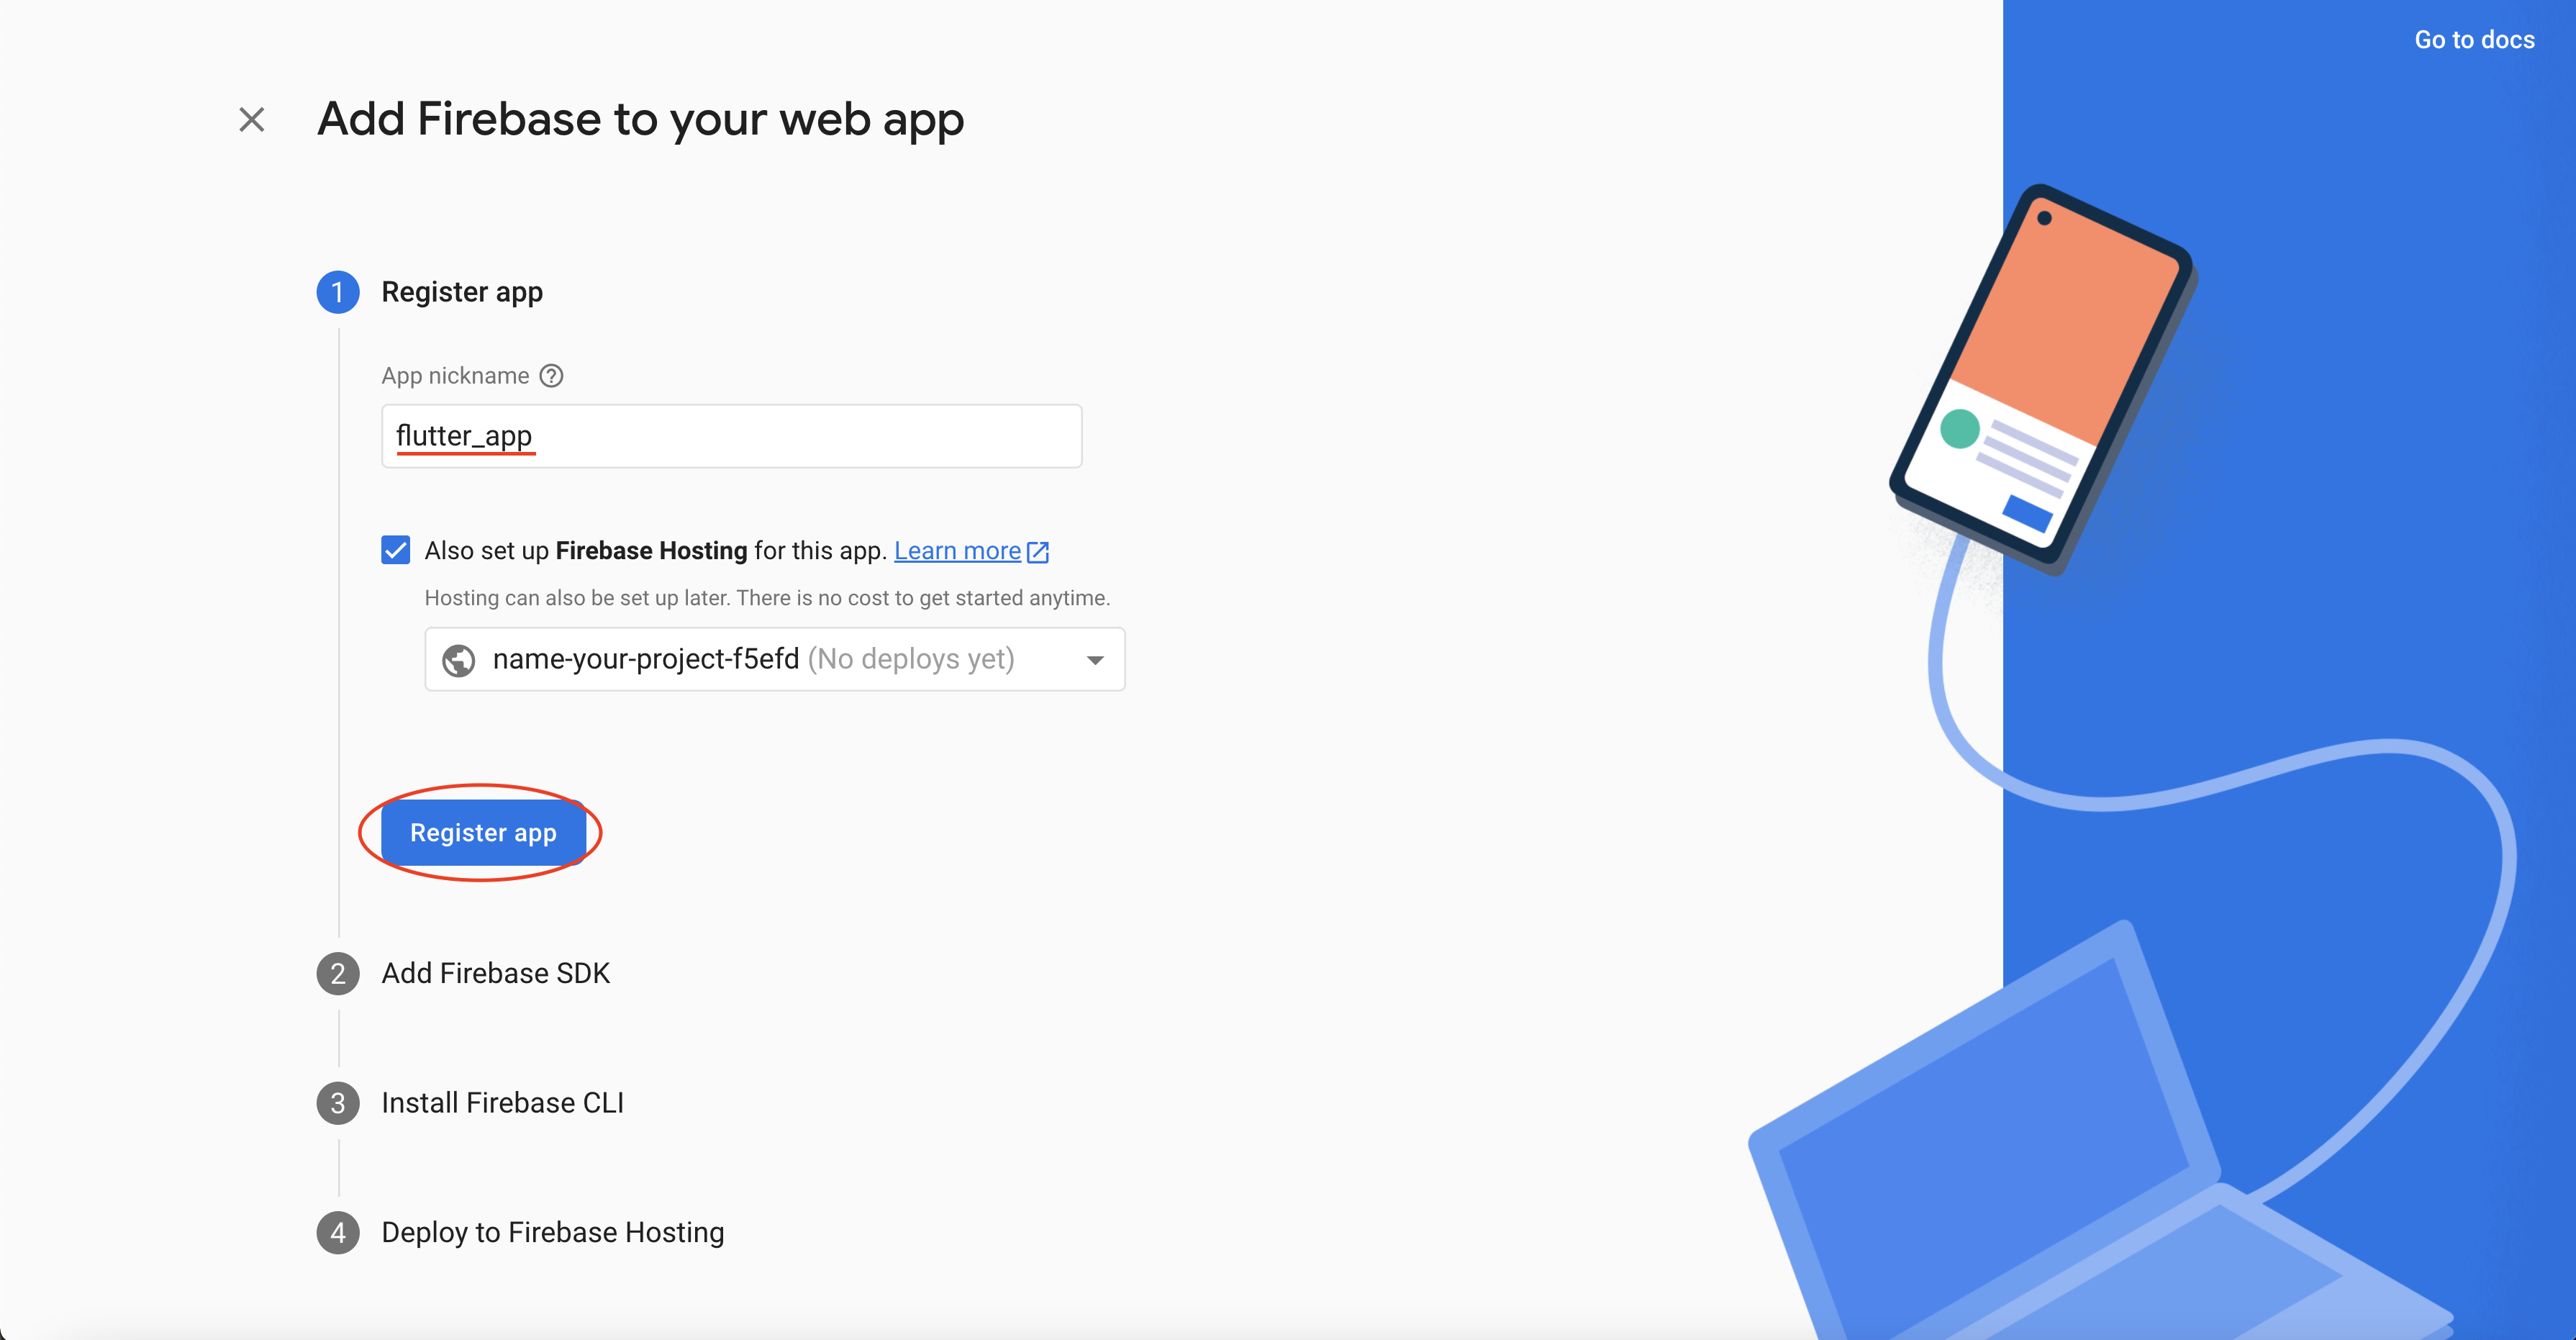 Go to docs
Add Firebase to your web app
1 Register app
App nickname
flutter_app
Also set up Firebase Hosting for this app. Learn more
Hosting can also be set up later. There is no cost to get started anytime.
name-your-project-f5efd (No deploys yet)
Register app
2 Add Firebase SDK
3 Install Firebase CLI
4 Deploy to Firebase Hosting